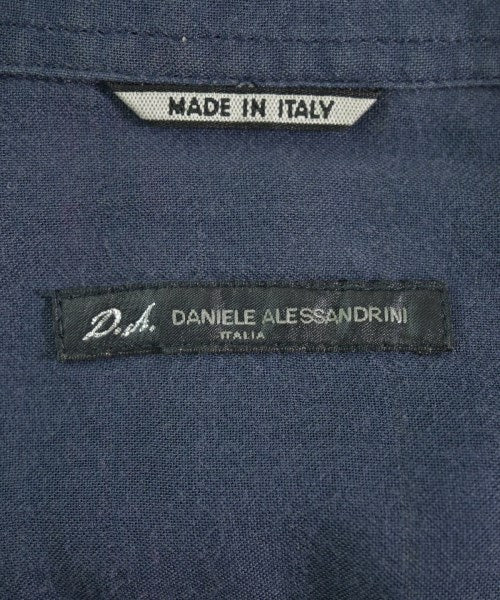 MADE IN ITALY
D.A. DANIELE ALESSANDRINI
ITALIA